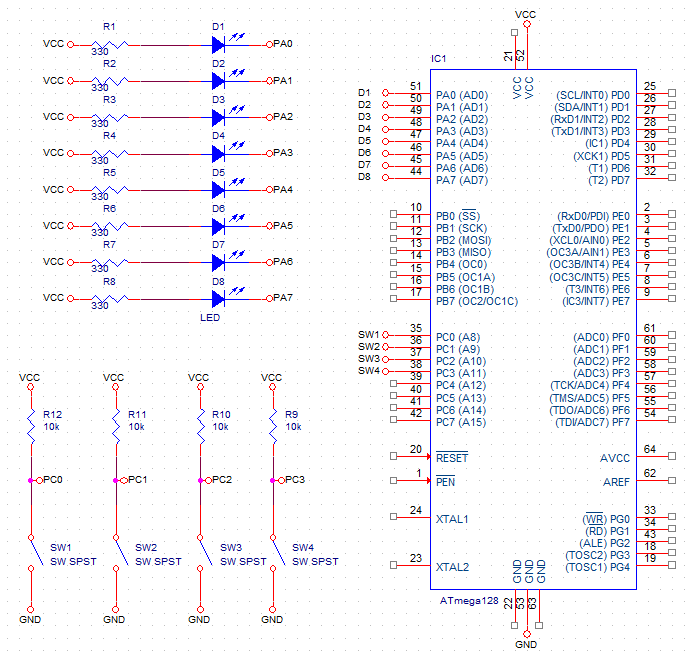 R1
D1
VCC
PA0
330
R2
D2
VCC
PA1
330
R3
D3
VCC
PA2
330
R4
D4
VCC
PA3
330
R5
D5
VCC
PA4
330
R6
D6
VCC
PA5
330
R7
D7
VCC
PA6
330
R8
D8
VCC
PA7
330
LED
VCC
VCC
VCC
VCC
R12
10k
R11
10k
R10
10k
R9
10k
PC0
PC1
PC2
PC3
SW1
SW SPST
SW2
SW SPST
SW3
SW SPST
SW4
SW SPST
GND
GND
GND
GND
VCC
IC1
21
52
VCC
VCC
D1 51 PA0 (AD0)
D2 50 PA1 (AD1)
D3 49 PA2 (AD2)
D4 48 PA3 (AD3)
D5 47 PA4 (AD4)
D6 46 PA5 (AD5)
D7 45 PA6 (AD6)
D8 44 PA7 (AD7)
(SCL/INT0) PD0 25
(SDA/INT1) PD1 26
(RxD1/INT2) PD2 27
(TxD1/INT3) PD3 28
(IC1) PD4 29
(XCK1) PD5 30
(T1) PD6 31
(T2) PD7 32
10 PB0 (SS)
11 PB1 (SCK)
12 PB2 (MOSI)
13 PB3 (MISO)
14 PB4 (OC0)
15 PB5 (OC1A)
16 PB6 (OC1B)
17 PB7 (OC2/OC1C)
(RxD0/PDI) PE0 2
(TxD0/PDO) PE1 3
(XCL0/AIN0) PE2 4
(OC3A/AIN1) PE3 5
(OC3B/INT4) PE4 6
(OC3C/INT5) PE5 7
(T3/INT6) PE6 8
(IC3/INT7) PE7 9
SW1 35 PC0 (A8)
SW2 36 PC1 (A9)
SW3 37 PC2 (A10)
SW4 38 PC3 (A11)
39 PC4 (A12)
40 PC5 (A13)
41 PC6 (A14)
42 PC7 (A15)
(ADC0) PF0 61
(ADC1) PF1 60
(ADC2) PF2 59
(ADC3) PF3 58
(TCK/ADC4) PF4 57
(TMS/ADC5) PF5 56
(TDO/ADC6) PF6 55
(TDI/ADC7) PF7 54
20 RESET
AVCC 64
1 PEN
AREF 62
24 XTAL1
23 XTAL2
(WR) PG0 33
(RD) PG1 34
(ALE) PG2 43
(TOSC2) PG3 18
(TOSC1) PG4 19
GND
GND
GND
ATmega128
22
53
63
GND